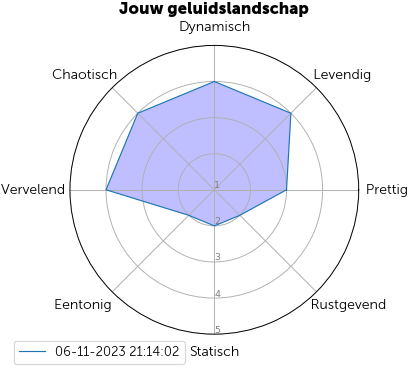 Jouw geluidslandschap
Dynamisch
Chaotisch
Levendig
Vervelend
1
Prettig
2
3
Eentonig
4
Rustgevend
5
06-11-2023 21:14:02
Statisch